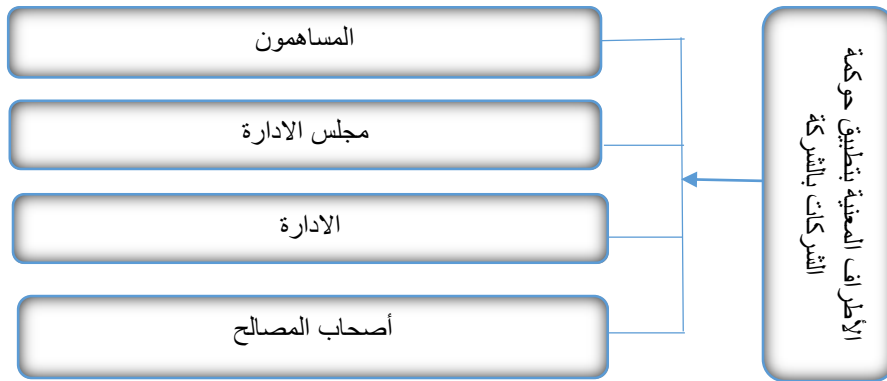 الأطراف المعنية بتطبيق حوكمة
الشركات بالشركة
المساهمون
مجلس الادارة
الادارة
أصحاب المصالح